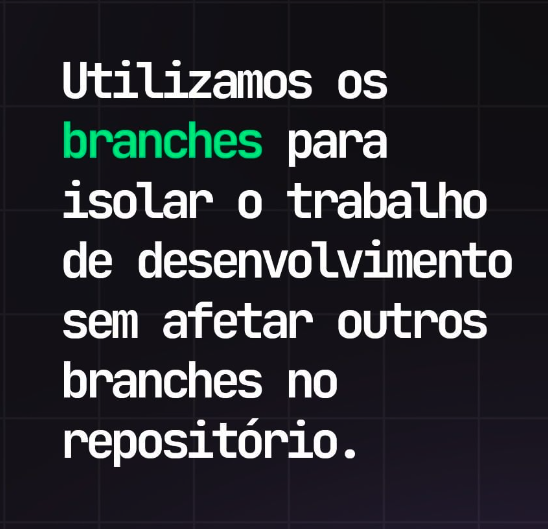 Utilizamos os
branches para
isolar o trabalho
de desenvolvimento
sem afetar outros
branches no
repositório.